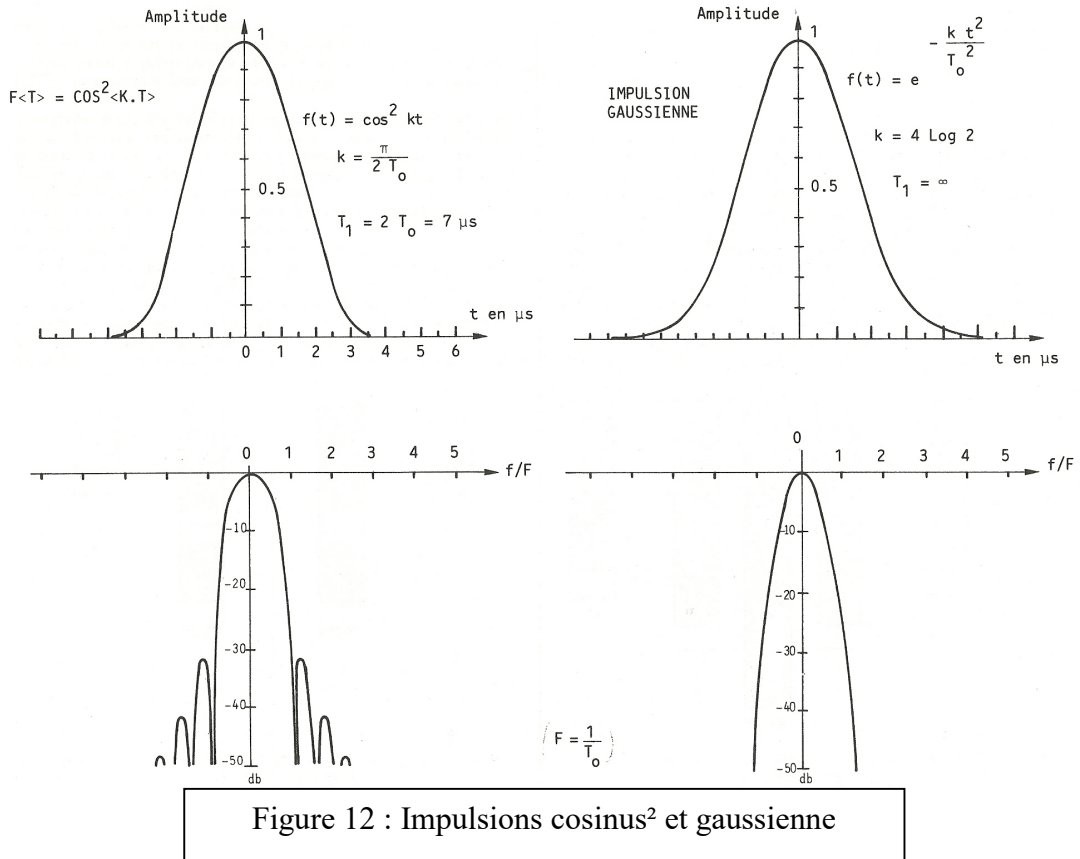 Amplitude
1
F<T> = COS²<K.T>
f(t) = cos² kt
k = π / 2 T₀
0.5
T₁ = 2 T₀ = 7 µs
t en µs
0 1 2 3 4 5 6
Amplitude
1
IMPULSION
GAUSSIENNE
f(t) = e^(- k t² / T₀²)
k = 4 Log 2
0.5
T₁ = ∞
t en µs
0 1 2 3 4 5
f/F
-10
-20
-30
-40
-50
db
0
1 2 3 4 5
f/F
-10
-20
-30
-40
-50
db
(F = 1 / T₀)
Figure 12 : Impulsions cosinus² et gaussienne